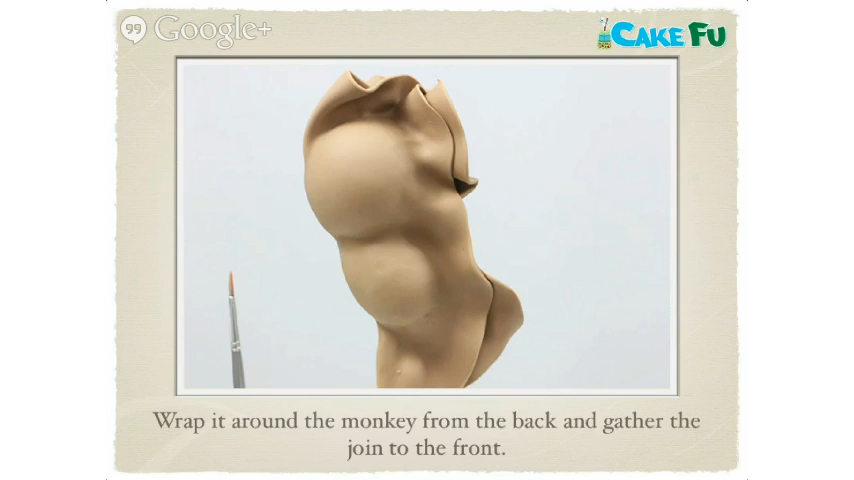 Google+
CAKE FU
Wrap it around the monkey from the back and gather the
join to the front.